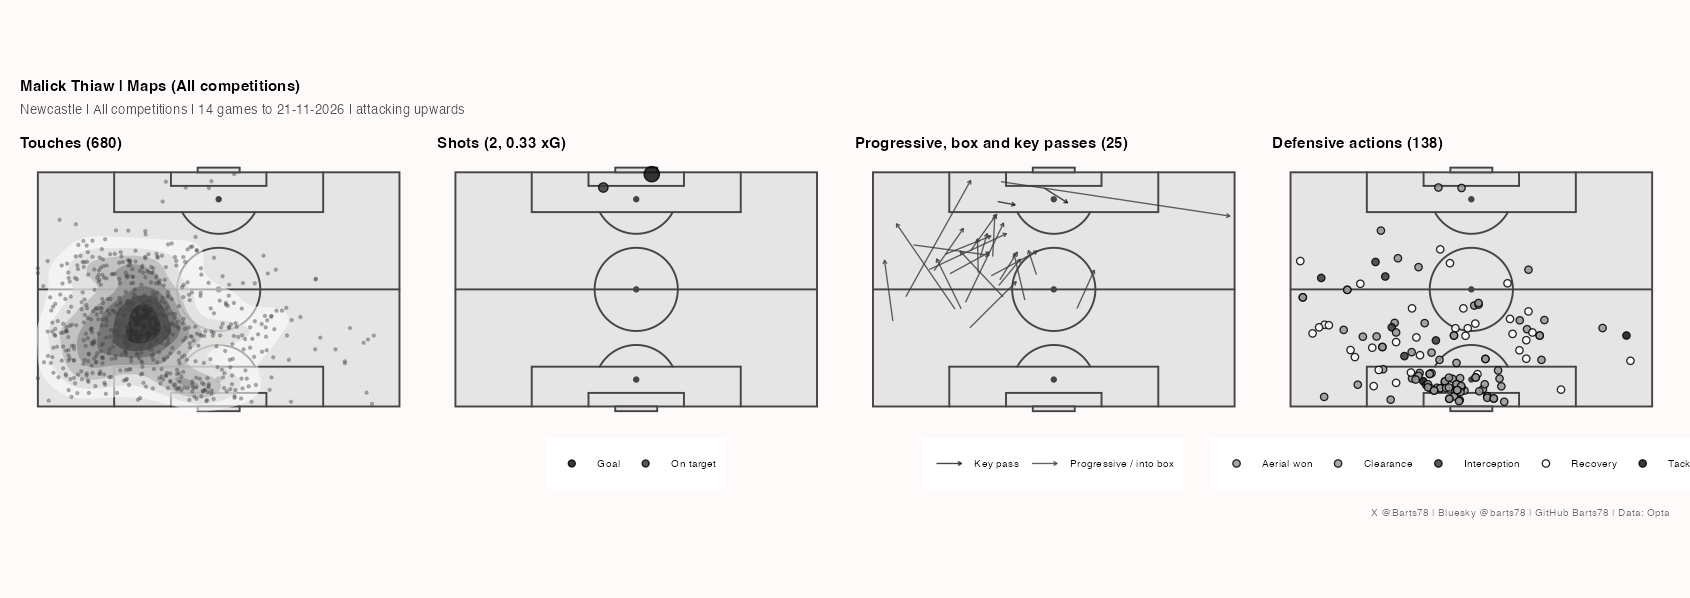 Malick Thiaw | Maps (All competitions)
Newcastle | All competitions | 14 games to 21-11-2026 | attacking upwards
Touches (680)
Shots (2, 0.33 xG)
Progressive, box and key passes (25)
Defensive actions (138)
Goal
On target
Key pass
Progressive / into box
Aerial won
Clearance
Interception
Recovery
Tack
X @Barts78 | Bluesky @barts78 | GitHub Barts78 | Data: Opta